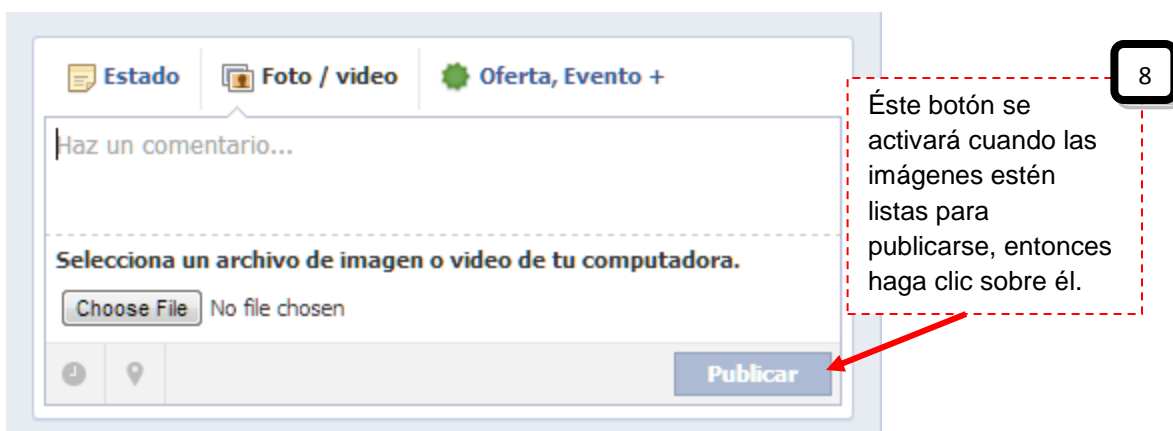 Estado Foto / video Oferta, Evento +
Haz un comentario...
Selecciona un archivo de imagen o video de tu computadora.
Choose File No file chosen
Publicar
8
Éste botón se
activará cuando las
imágenes estén
listas para
publicarse, entonces
haga clic sobre él.